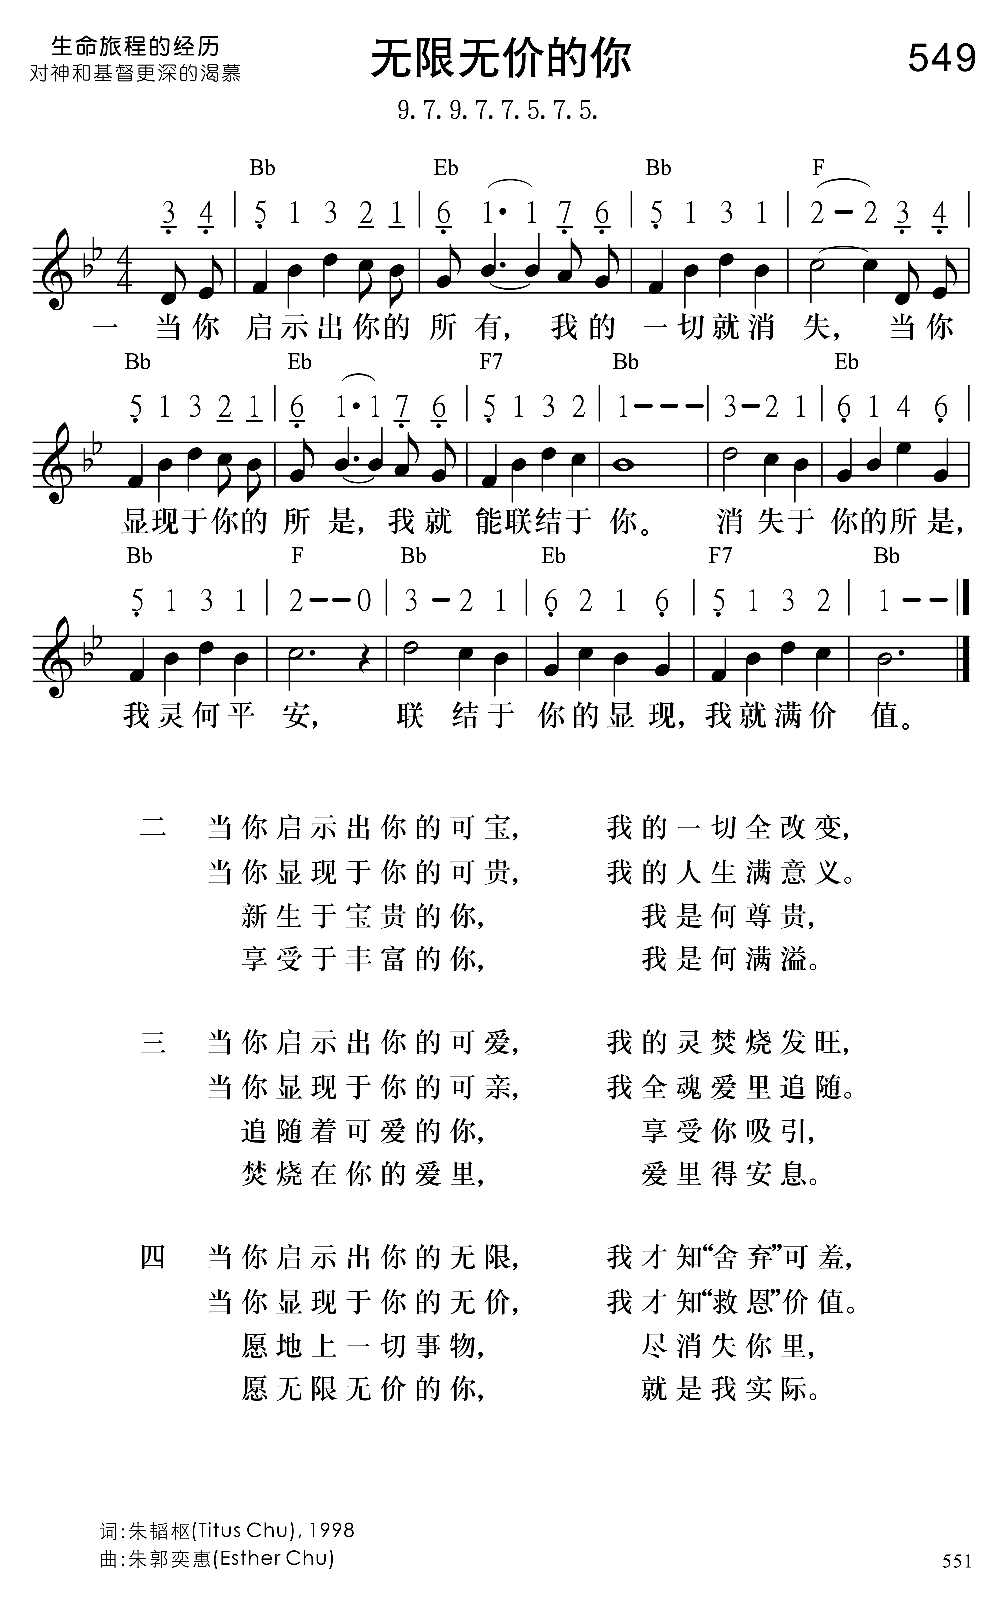 生命旅程的经历
对神和基督更深的渴慕
无限无价的你
549
9. 7. 9. 7. 7. 5. 7. 5.
Bb Eb Bb F
3 4 | 5 1 3 2 1 | 6 1· 1 7 6 | 5 1 3 1 | 2 – 2 3 4 |
4 4
一 当你 启示出你的 所有, 我的 一切就消 失, 当你
Bb Eb F7 Bb Eb
5 1 3 2 1 | 6 1· 1 7 6 | 5 1 3 2 | 1 – – – | 3 – 2 1 | 6 1 4 6 |
显现于你的 所是, 我就 能联结于 你。 消失于 你的所是,
Bb F Bb Eb F7 Bb
5 1 3 1 | 2 – – 0 | 3 – 2 1 | 6 2 1 6 | 5 1 3 2 | 1 – – ‖
我灵何平 安, 联 结于 你的显现, 我就满价 值。
二 当你启示出你的可宝, 我的一切全改变,
当你显现于你的可贵, 我的人生满意义。
新生于宝贵的你, 我是何尊贵,
享受于丰富的你, 我是何满溢。
三 当你启示出你的可爱, 我的灵焚烧发旺,
当你显现于你的可亲, 我全魂爱里追随。
追随着可爱的你, 享受你吸引,
焚烧在你的爱里, 爱里得安息。
四 当你启示出你的无限, 我才知“舍弃”可羞,
当你显现于你的无价, 我才知“救恩”价值。
愿地上一切事物, 尽消失你里,
愿无限无价的你, 就是我实际。
词:朱韬枢(Titus Chu), 1998
曲:朱郭奕惠(Esther Chu)
551